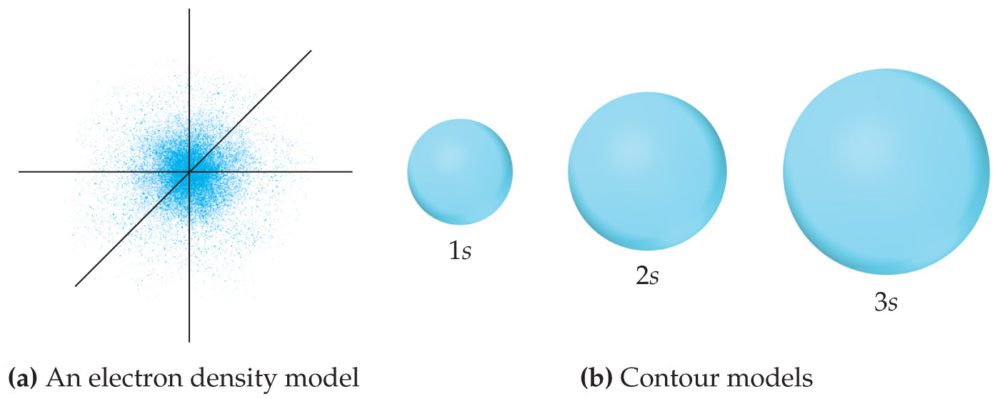 1s
2s
3s
(a) An electron density model
(b) Contour models